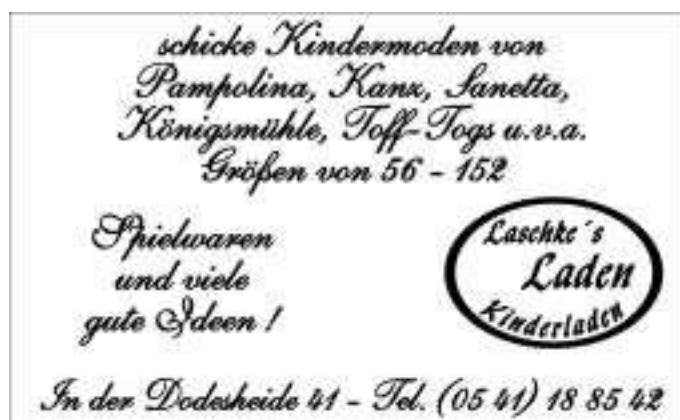 schicke Kindermoden von
Pampolina, Kanz, Sanetta,
Königsmühle, Toff-Togs u.v.a.
Größen von 56 - 152
Spielwaren
und viele
gute Ideen !
Laschke´s
Laden
Kinderladen
In der Dodesheide 41 - Tel. (05 41) 18 85 42